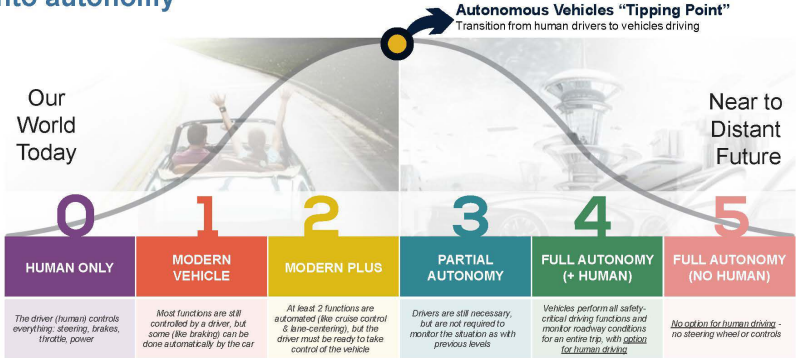 into autonomy
Autonomous Vehicles “Tipping Point”
Transition from human drivers to vehicles driving
Our
World
Today
Near to
Distant
Future
0
1
2
3
4
5
HUMAN ONLY
MODERN
VEHICLE
MODERN PLUS
PARTIAL
AUTONOMY
FULL AUTONOMY
(+ HUMAN)
FULL AUTONOMY
(NO HUMAN)
The driver (human) controls
everything: steering, brakes,
throttle, power
Most functions are still
controlled by a driver, but
some (like braking) can be
done automatically by the car
At least 2 functions are
automated (like cruise control
& lane-centering), but the
driver must be ready to take
control of the vehicle
Drivers are still necessary,
but are not required to
monitor the situation as with
previous levels
Vehicles perform all safety-
critical driving functions and
monitor roadway conditions
for an entire trip, with option
for human driving
No option for human driving -
no steering wheel or controls